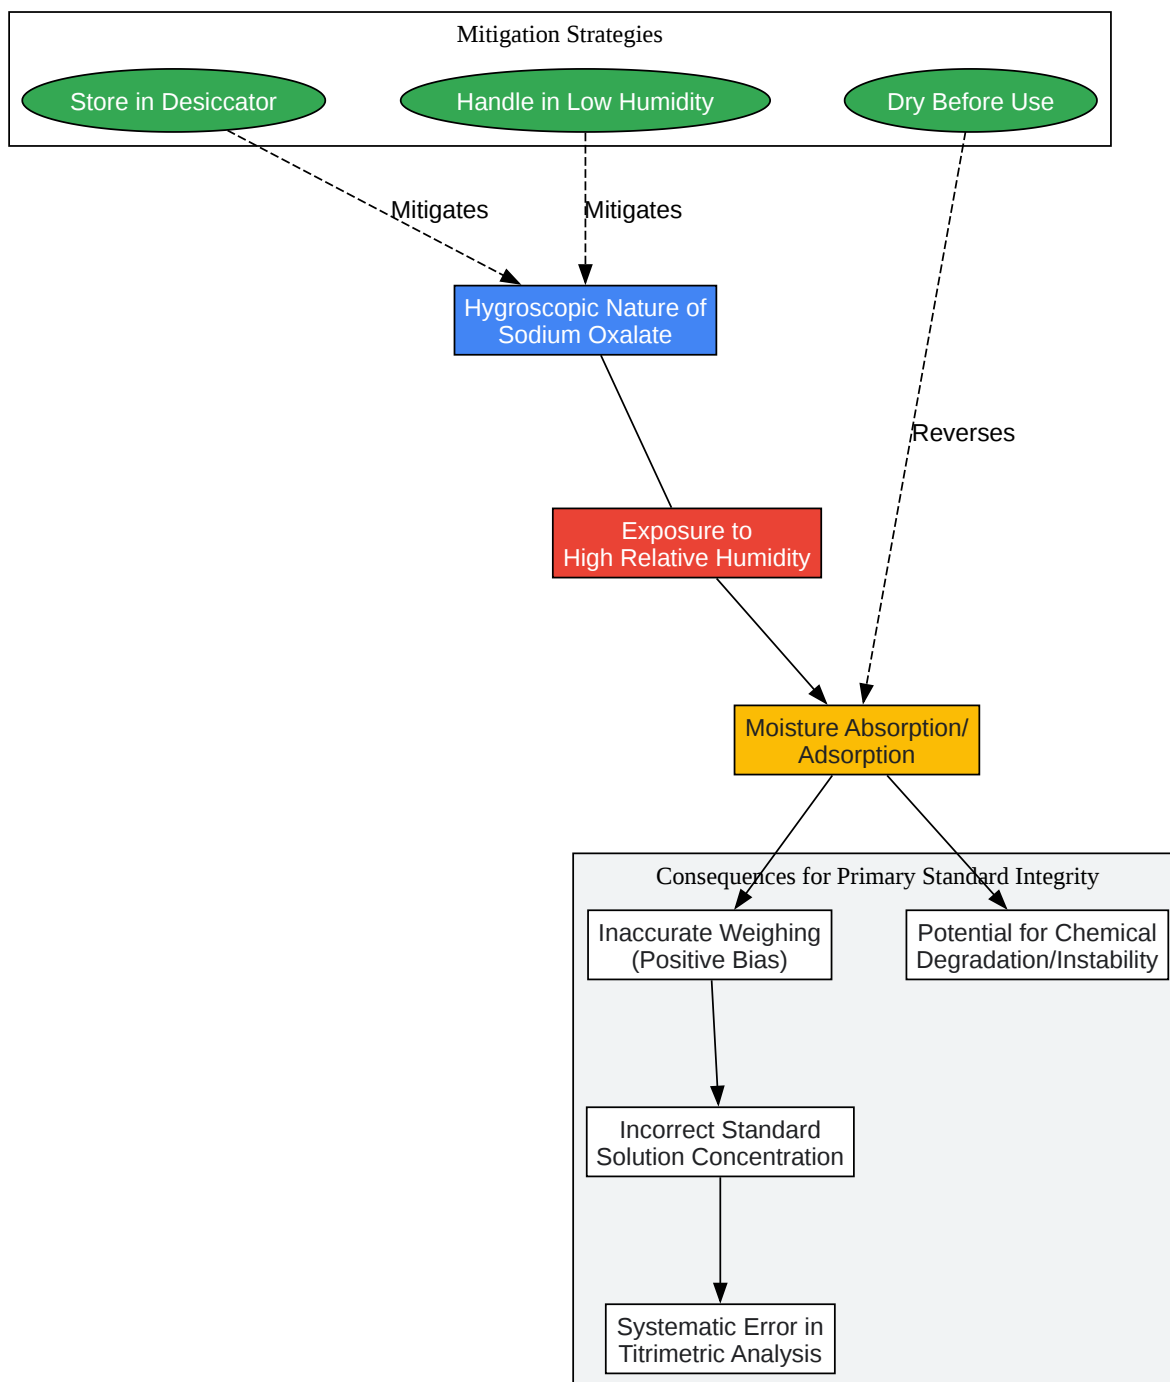 Mitigation Strategies
Store in Desiccator
Handle in Low Humidity
Dry Before Use
Mitigates
Mitigates
Hygroscopic Nature of
Sodium Oxalate
Reverses
Exposure to
High Relative Humidity
Moisture Absorption/
Adsorption
Consequences for Primary Standard Integrity
Inaccurate Weighing
(Positive Bias)
Potential for Chemical
Degradation/Instability
Incorrect Standard
Solution Concentration
Systematic Error in
Titrimetric Analysis